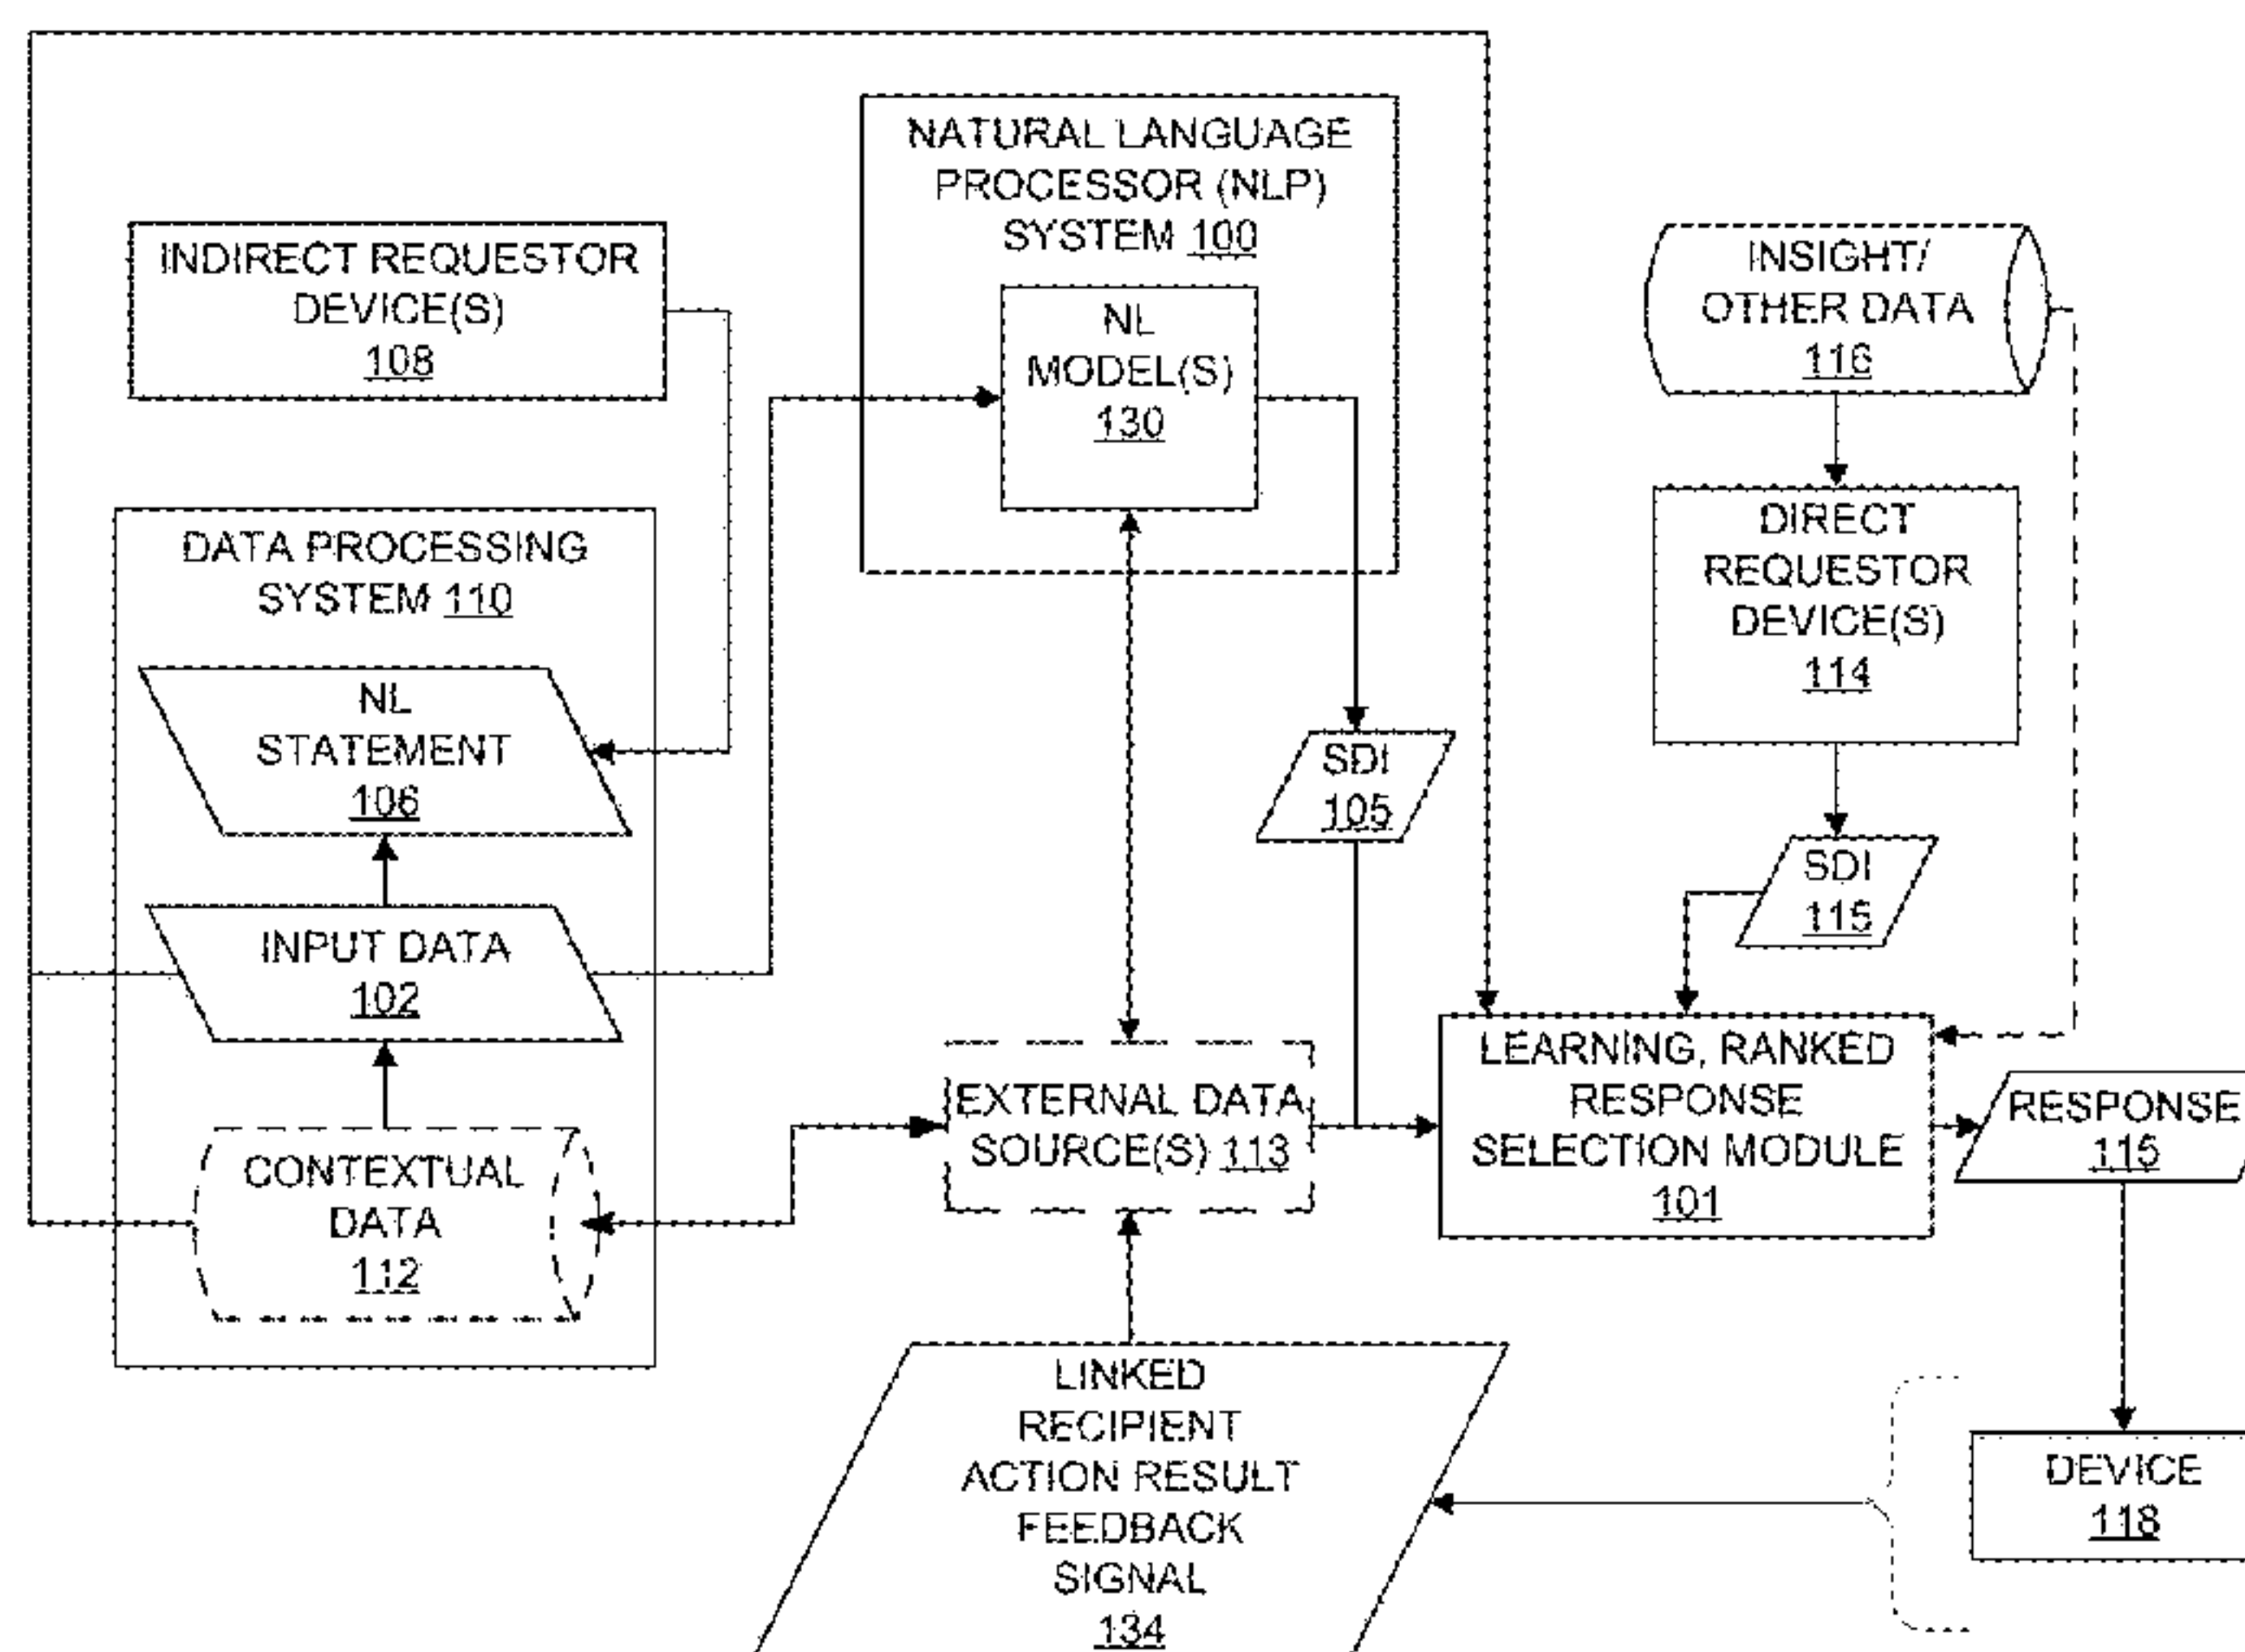 NATURAL LANGUAGE
PROCESSOR (NLP)
SYSTEM 100
INDIRECT REQUESTOR
DEVICE(S)
108
NL
MODEL(S)
130
INSIGHT/
OTHER DATA
116
DATA PROCESSING
SYSTEM 110
DIRECT
REQUESTOR
DEVICE(S)
114
NL
STATEMENT
106
SDI
105
SDI
115
INPUT DATA
102
EXTERNAL DATA
SOURCE(S) 113
LEARNING, RANKED
RESPONSE
SELECTION MODULE
101
RESPONSE
115
CONTEXTUAL
DATA
112
LINKED
RECIPIENT
ACTION RESULT
FEEDBACK
SIGNAL
134
DEVICE
118